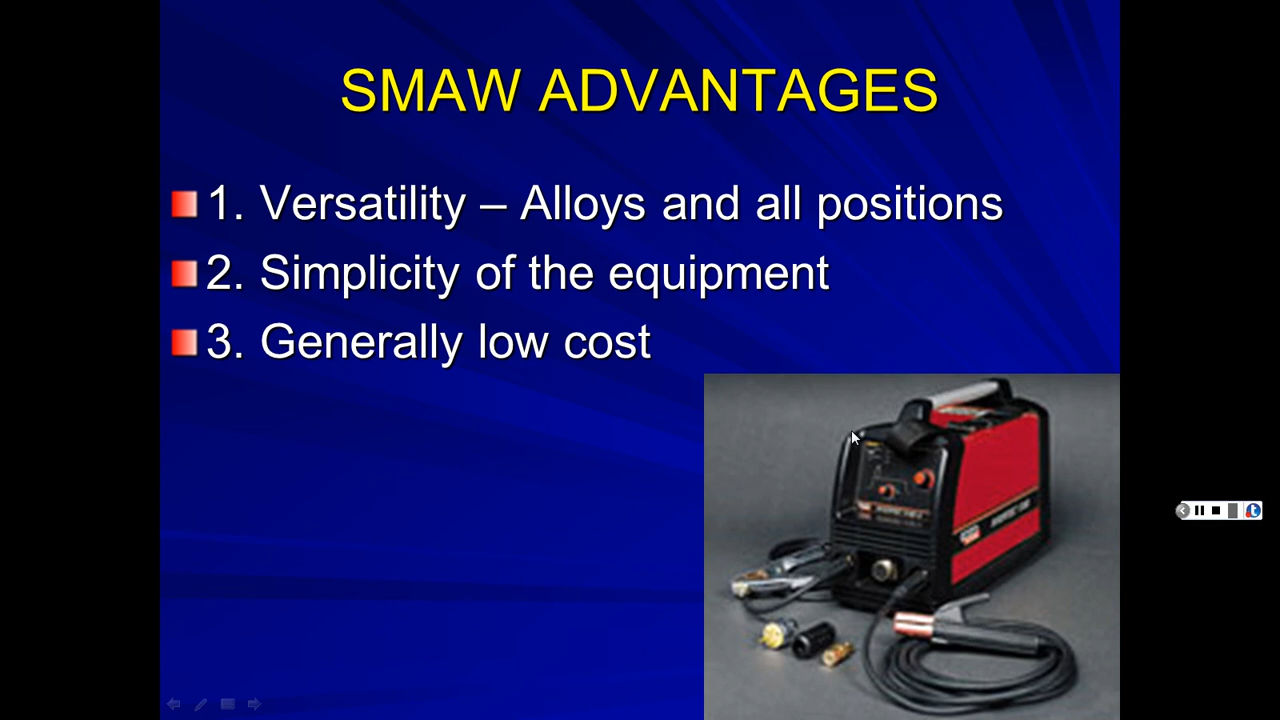 SMAW ADVANTAGES
1. Versatility – Alloys and all positions
2. Simplicity of the equipment
3. Generally low cost